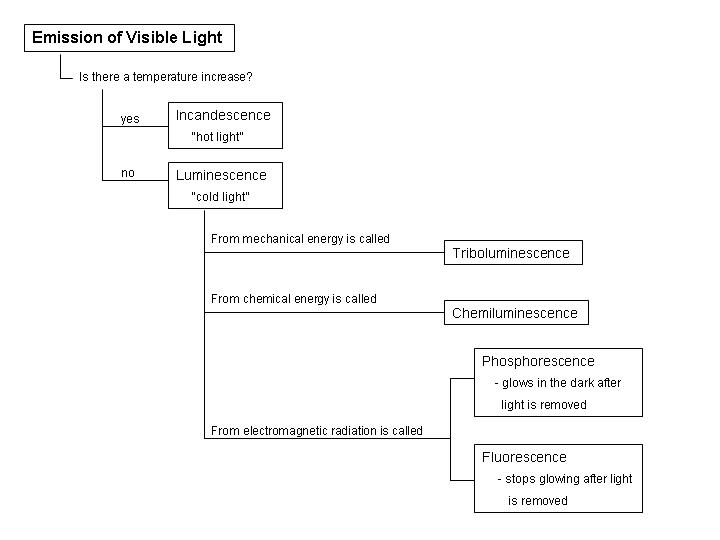 Emission of Visible Light
Is there a temperature increase?
yes
Incandescence
"hot light"
no
Luminescence
"cold light"
From mechanical energy is called
Triboluminescence
From chemical energy is called
Chemiluminescence
Phosphorescence
- glows in the dark after
light is removed
From electromagnetic radiation is called
Fluorescence
- stops glowing after light
is removed